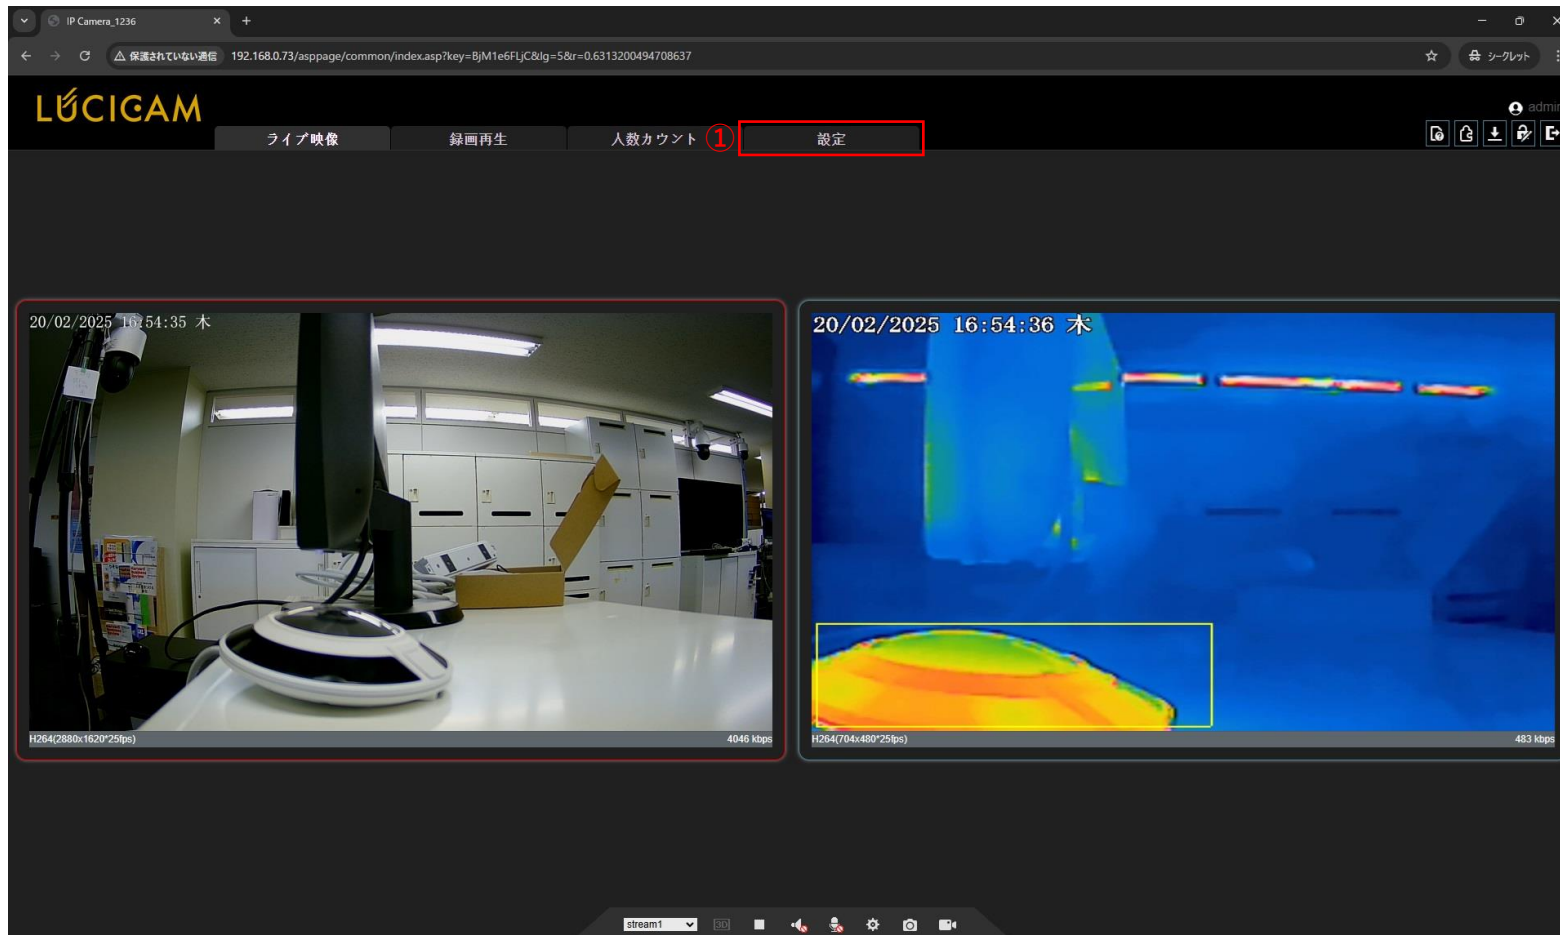 IP Camera_1236
保護されていない通信 192.168.0.73/asppage/common/index.asp?key=BjM1e6FLjC&lg=5&r=0.6313200494708637 シークレット
LÚCICAM
admin
ライブ映像 録画再生 人数カウント ① 設定
20/02/2025 16:54:35 木
20/02/2025 16:54:36 木
H264(2880x1620*25fps) 4046 kbps
H264(704x480*25fps) 483 kbps
stream1 3D